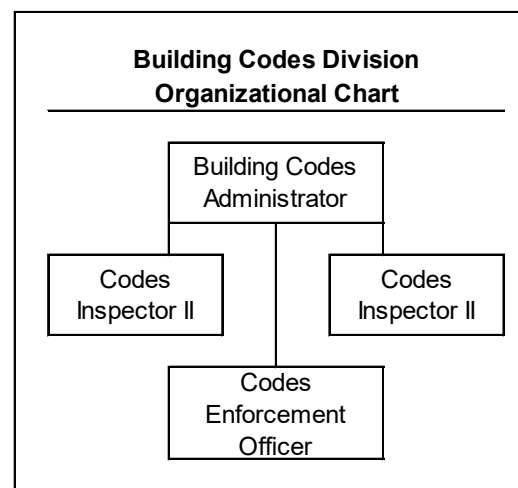 Building Codes Division
Organizational Chart
Building Codes
Administrator
Codes
Inspector II
Codes
Inspector II
Codes
Enforcement
Officer